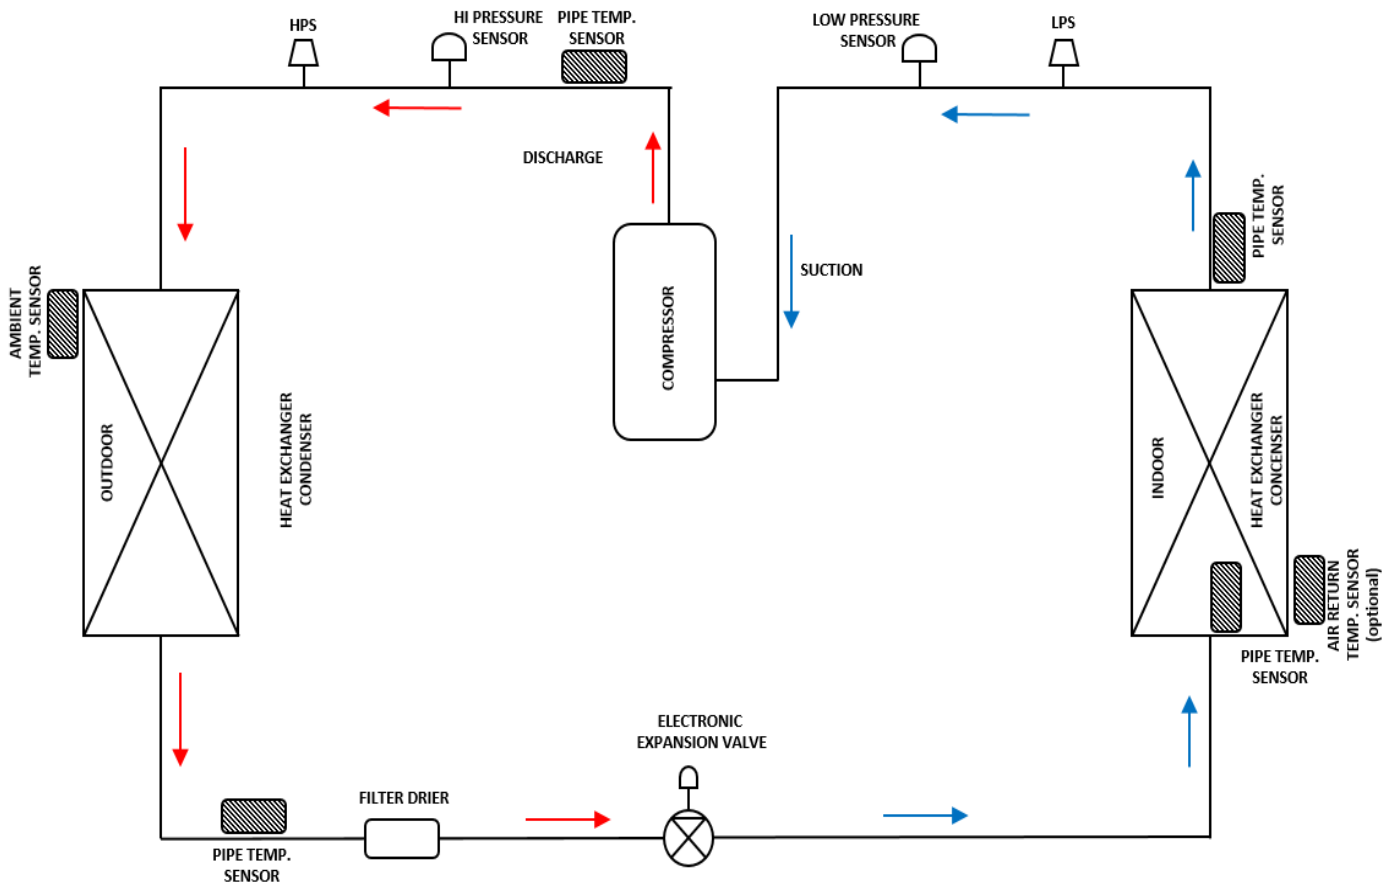 HPS
HI PRESSURE
SENSOR
PIPE TEMP.
SENSOR
LOW PRESSURE
SENSOR
LPS
DISCHARGE
SUCTION
PIPE TEMP.
SENSOR
AMBIENT
TEMP. SENSOR
OUTDOOR
HEAT EXCHANGER
CONDENSER
COMPRESSOR
INDOOR
HEAT EXCHANGER
CONCENSER
AIR RETURN
TEMP. SENSOR
(optional)
PIPE TEMP.
SENSOR
ELECTRONIC
EXPANSION VALVE
FILTER DRIER
PIPE TEMP.
SENSOR